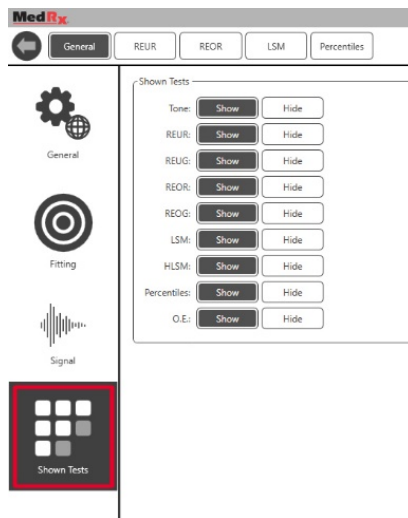 MedRx
General REUR REOR LSM Percentiles
Shown Tests
Tone: Show Hide
REUR: Show Hide
REUG: Show Hide
REOR: Show Hide
REOG: Show Hide
LSM: Show Hide
HLSM: Show Hide
Percentiles: Show Hide
O.E.: Show Hide
General
Fitting
Signal
Shown Tests